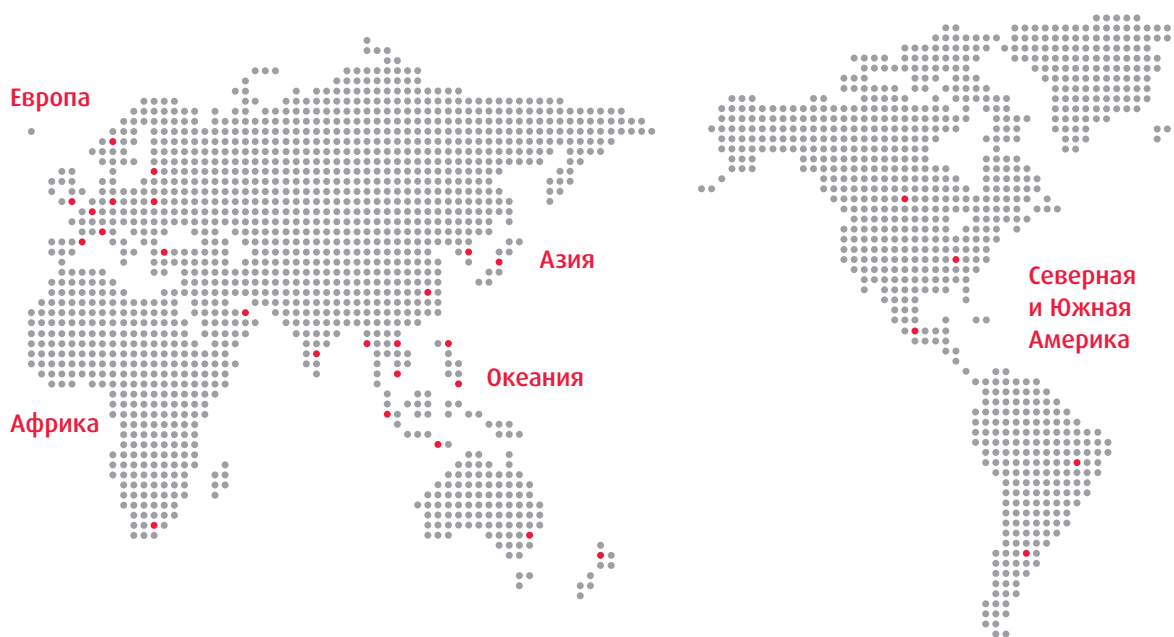 Европа
Азия
Северная
и Южная
Америка
Океания
Африка